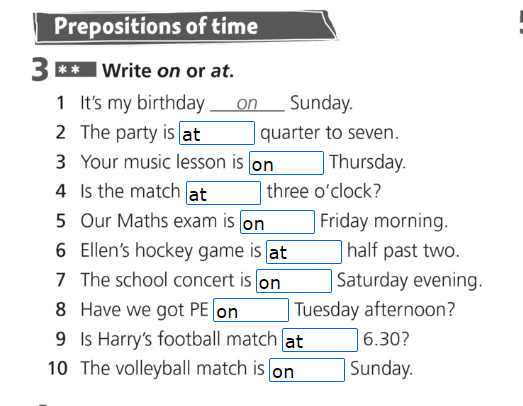 Prepositions of time
3 ** Write on or at.
1 It's my birthday on Sunday.
2 The party is at quarter to seven.
3 Your music lesson is on Thursday.
4 Is the match at three o'clock?
5 Our Maths exam is on Friday morning.
6 Ellen's hockey game is at half past two.
7 The school concert is on Saturday evening.
8 Have we got PE on Tuesday afternoon?
9 Is Harry's football match at 6.30?
10 The volleyball match is on Sunday.